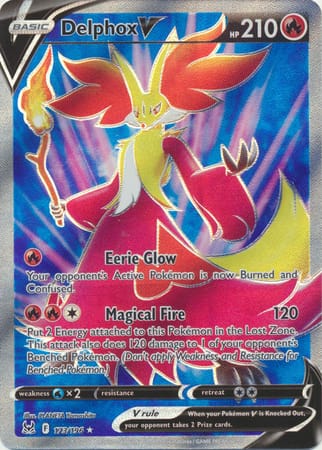 BASIC Delphox V HP 210
Eerie Glow
Your opponent's Active Pokémon is now Burned and
Confused.
Magical Fire 120
Put 2 Energy attached to this Pokémon in the Lost Zone.
This attack also does 120 damage to 1 of your opponent's
Benched Pokémon. (Don't apply Weakness and Resistance for
Benched Pokémon.)
weakness ×2 resistance retreat
Illus.
V rule When your Pokémon V is Knocked Out,
your opponent takes 2 Prize cards.
F 173/196 ★